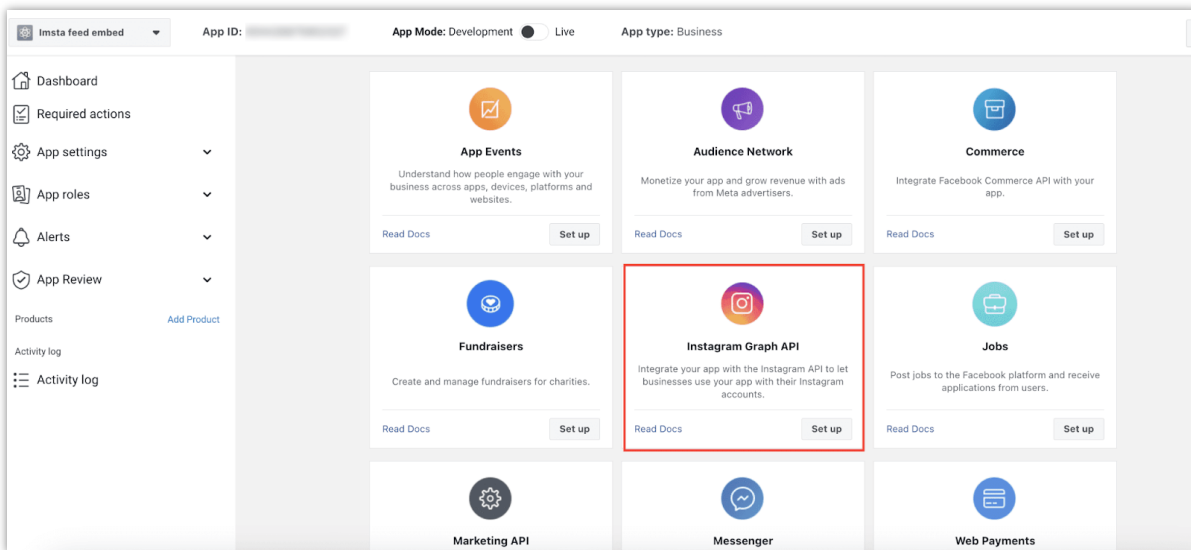 Imsta feed embed
App ID:
App Mode: Development
Live
App type: Business
Dashboard
Required actions
App settings
App roles
Alerts
App Review
Products
Add Product
Activity log
Activity log
App Events
Understand how people engage with your
business across apps, devices, platforms and
websites.
Read Docs
Set up
Audience Network
Monetize your app and grow revenue with ads
from Meta advertisers.
Read Docs
Set up
Commerce
Integrate Facebook Commerce API with your
app.
Read Docs
Set up
Fundraisers
Create and manage fundraisers for charities.
Read Docs
Set up
Instagram Graph API
Integrate your app with the Instagram API to let
businesses use your app with their Instagram
accounts.
Read Docs
Set up
Jobs
Post jobs to the Facebook platform and receive
applications from users.
Read Docs
Set up
Marketing API
Messenger
Web Payments